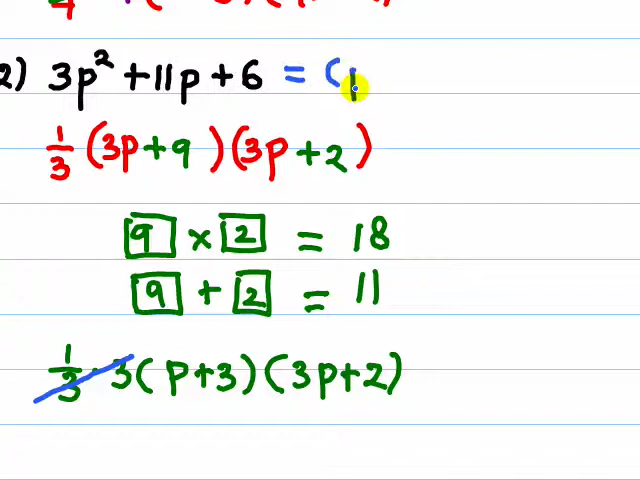 2) 3p² + 11p + 6 = (p
1/3 (3p + 9)(3p + 2)
9 × 2 = 18
9 + 2 = 11
1/3 · 3(p + 3)(3p + 2)